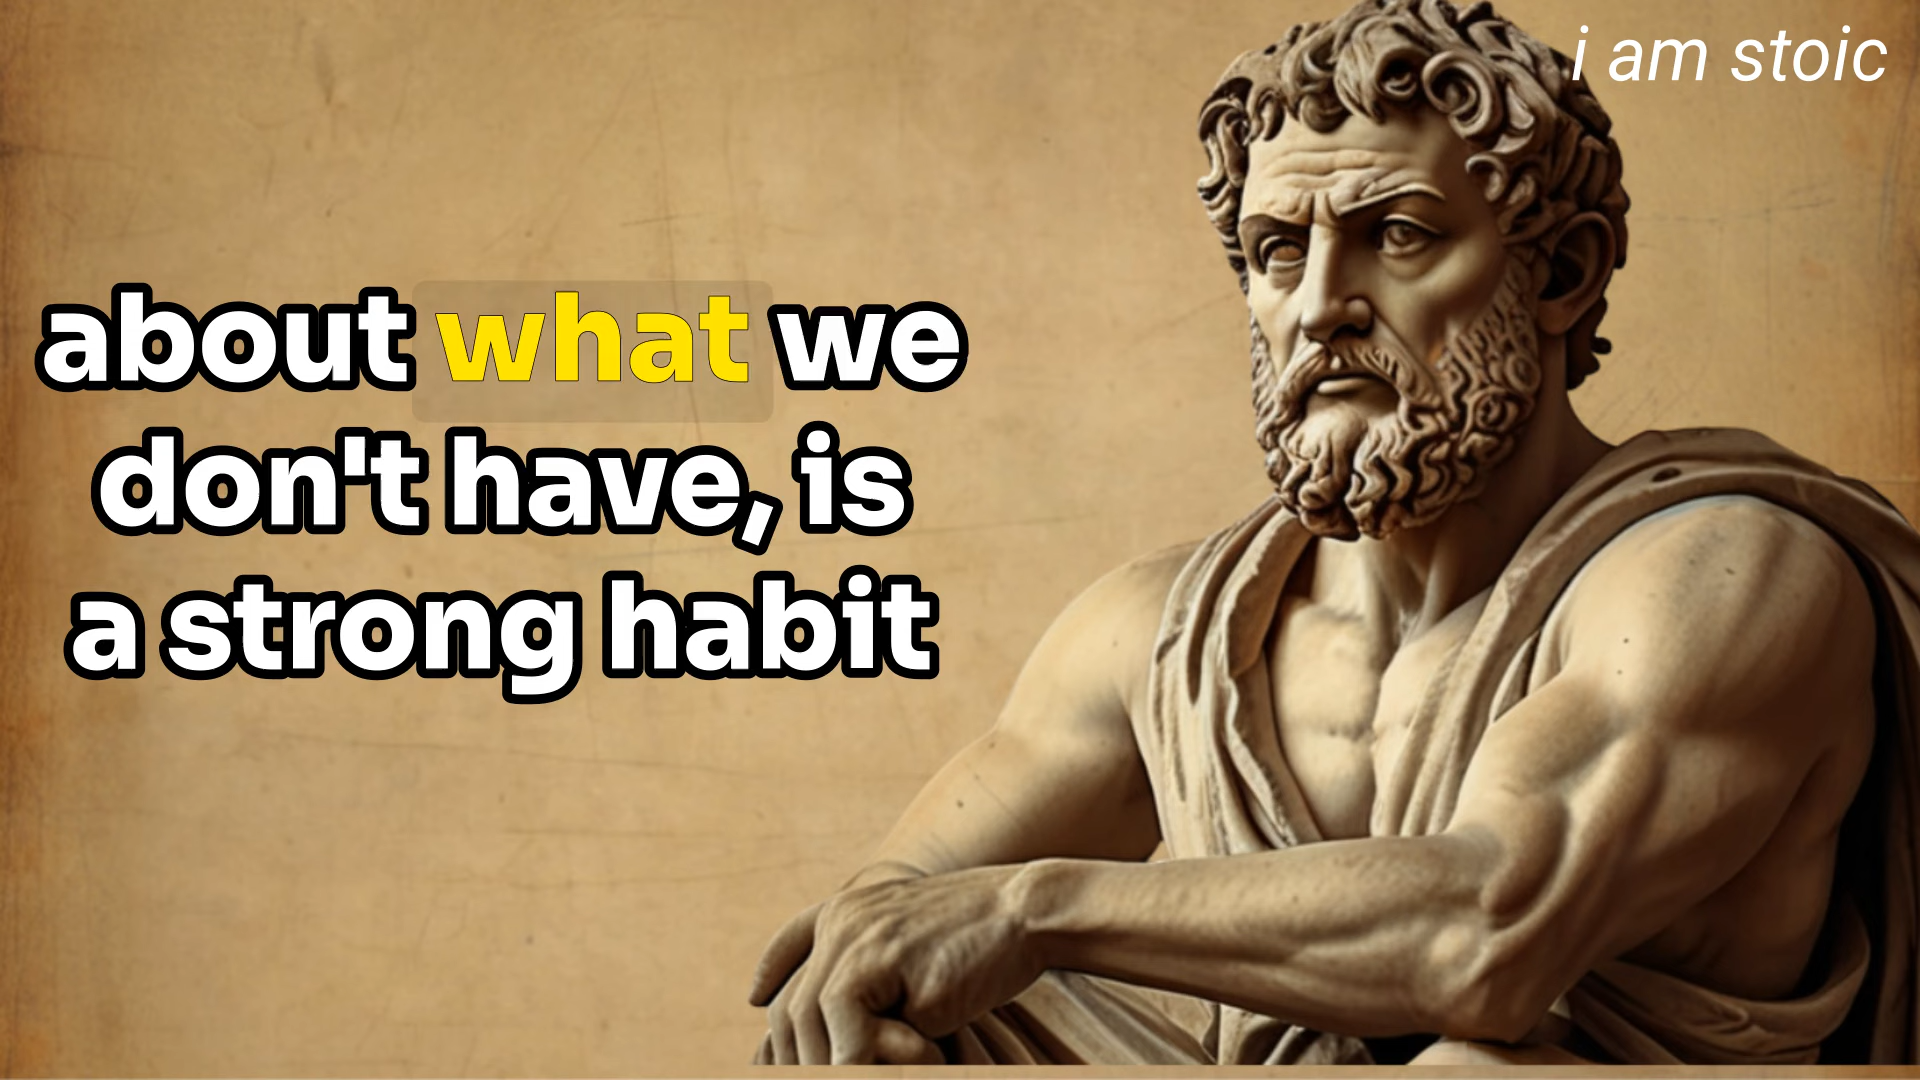 i am stoic
about what we
don't have, is
a strong habit